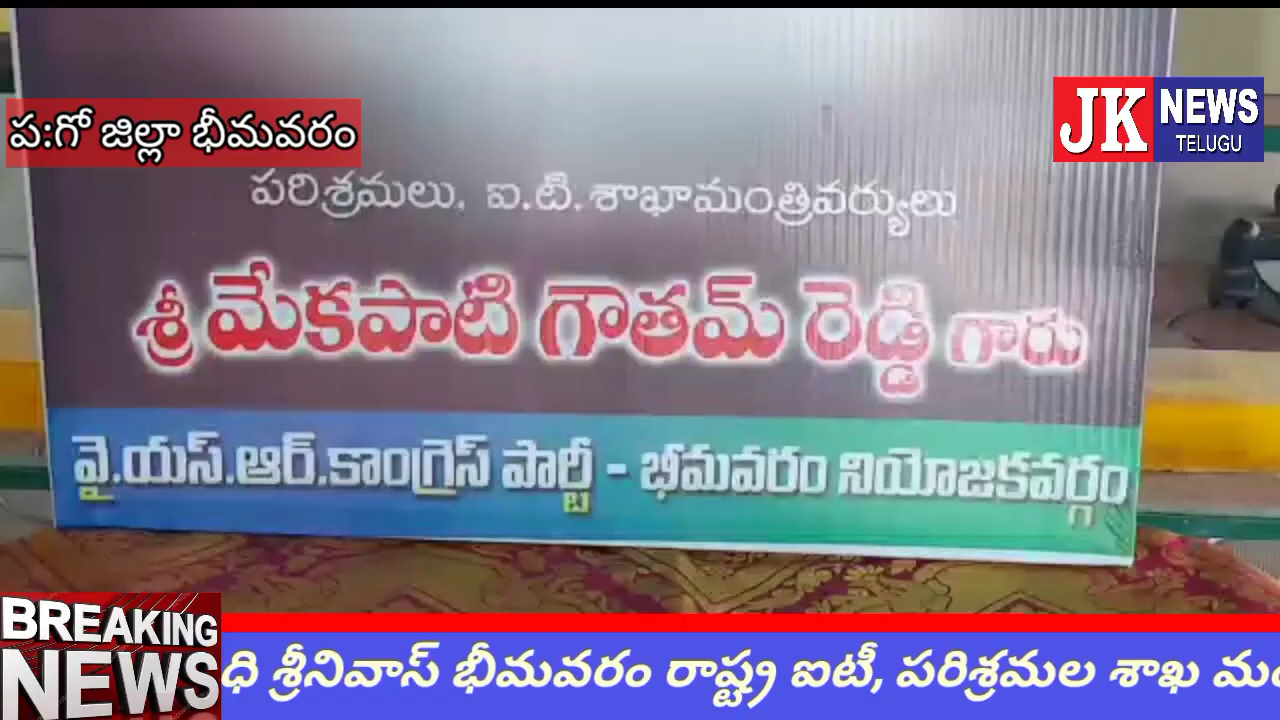 ప:గో జిల్లా భీమవరం
JK NEWS
TELUGU
పరిశ్రమలు, ఐ.టి.శాఖామంత్రివర్యులు
శ్రీ మేకపాటి గౌతమ్ రెడ్డి గారు
వై.యస్.ఆర్.కాంగ్రెస్ పార్టీ - భీమవరం నియోజకవర్గం
BREAKING
NEWS
శ్రీనివాస్ భీమవరం రాష్ట్ర ఐటీ, పరిశ్రమల శాఖ